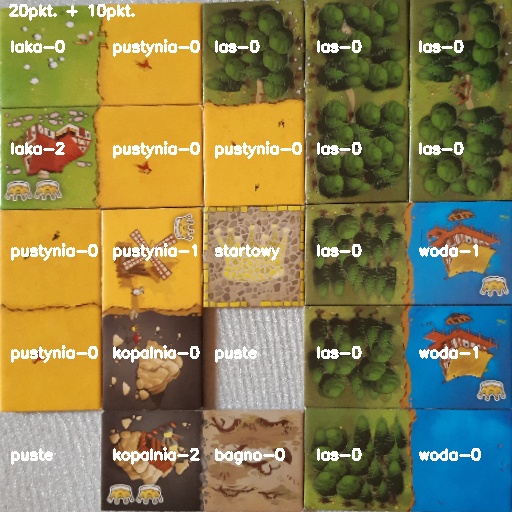 20pkt. + 10pkt.
laka-0 pustynia-0 las-0 las-0 las-0
laka-2 pustynia-0 pustynia-0 las-0 las-0
pustynia-0 pustynia-1 startowy las-0 woda-1
pustynia-0 kopalnia-0 puste las-0 woda-1
puste kopalnia-2 bagno-0 las-0 woda-0